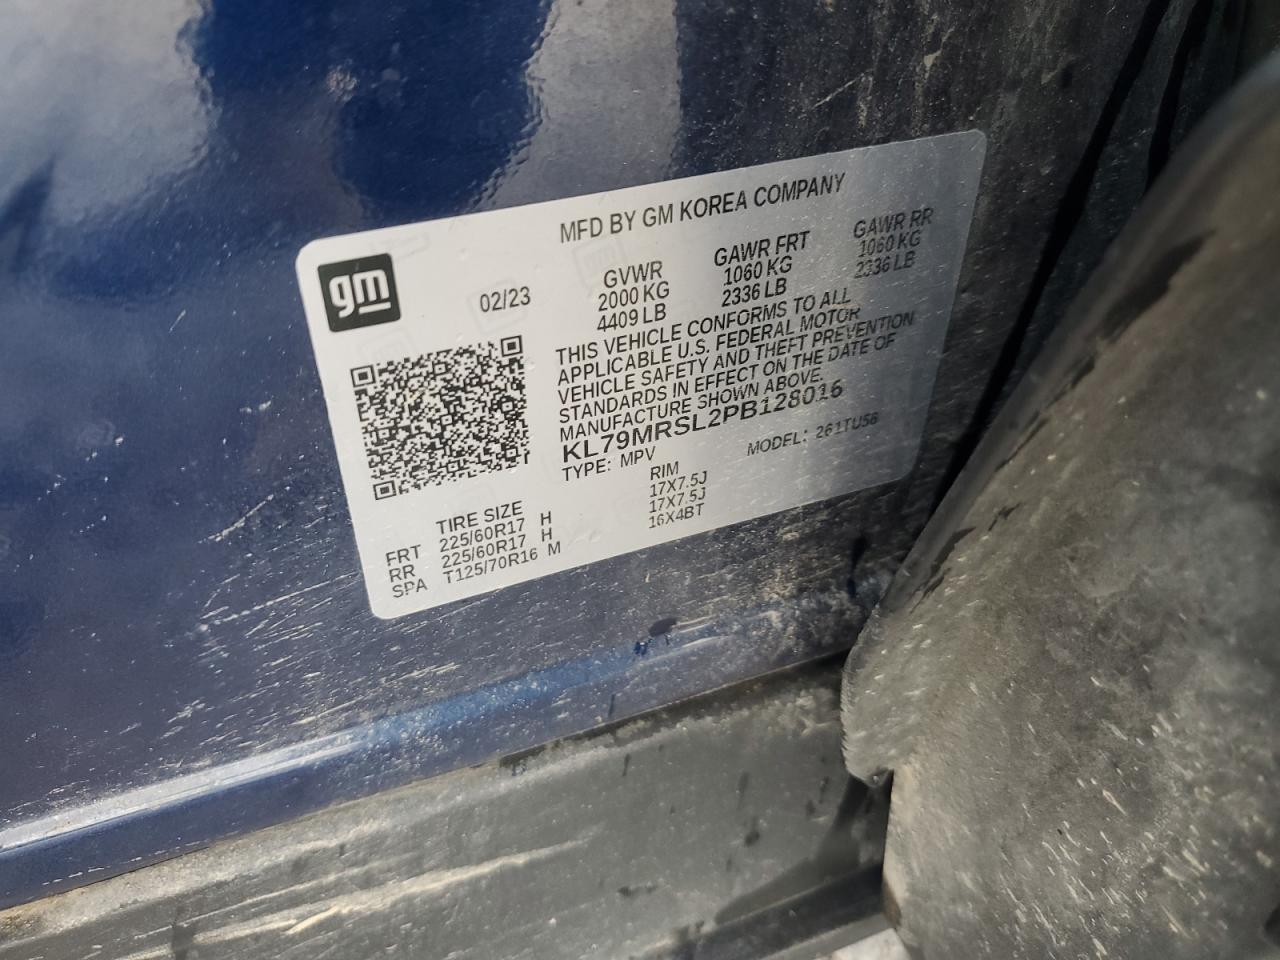 MFD BY GM KOREA COMPANY
gm
02/23
GVWR GAWR FRT GAWR RR
2000 KG 1060 KG 1060 KG
4409 LB 2336 LB 2336 LB
THIS VEHICLE CONFORMS TO ALL
APPLICABLE U.S. FEDERAL MOTOR
VEHICLE SAFETY AND THEFT PREVENTION
STANDARDS IN EFFECT ON THE DATE OF
MANUFACTURE SHOWN ABOVE.
KL79MRSL2PB128016
TYPE: MPV MODEL: 261TU56
TIRE SIZE RIM
FRT 225/60R17 H 17X7.5J
RR 225/60R17 H 17X7.5J
SPA T125/70R16 M 16X4BT